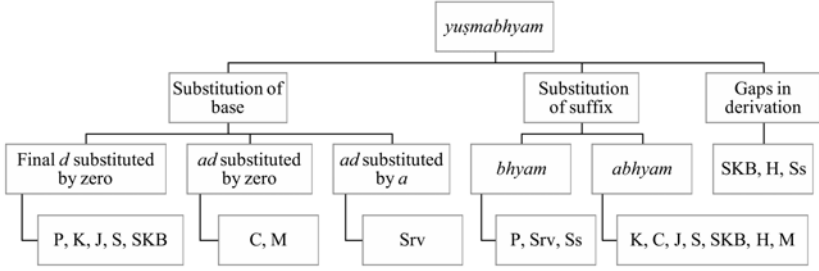 yuṣmabhyam
Substitution of
base
Substitution
of suffix
Gaps in
derivation
Final d substituted
by zero
ad substituted
by zero
ad substituted
by a
bhyam
abhyam
SKB, H, Ss
P, K, J, S, SKB
C, M
Srv
P, Srv, Ss
K, C, J, S, SKB, H, M